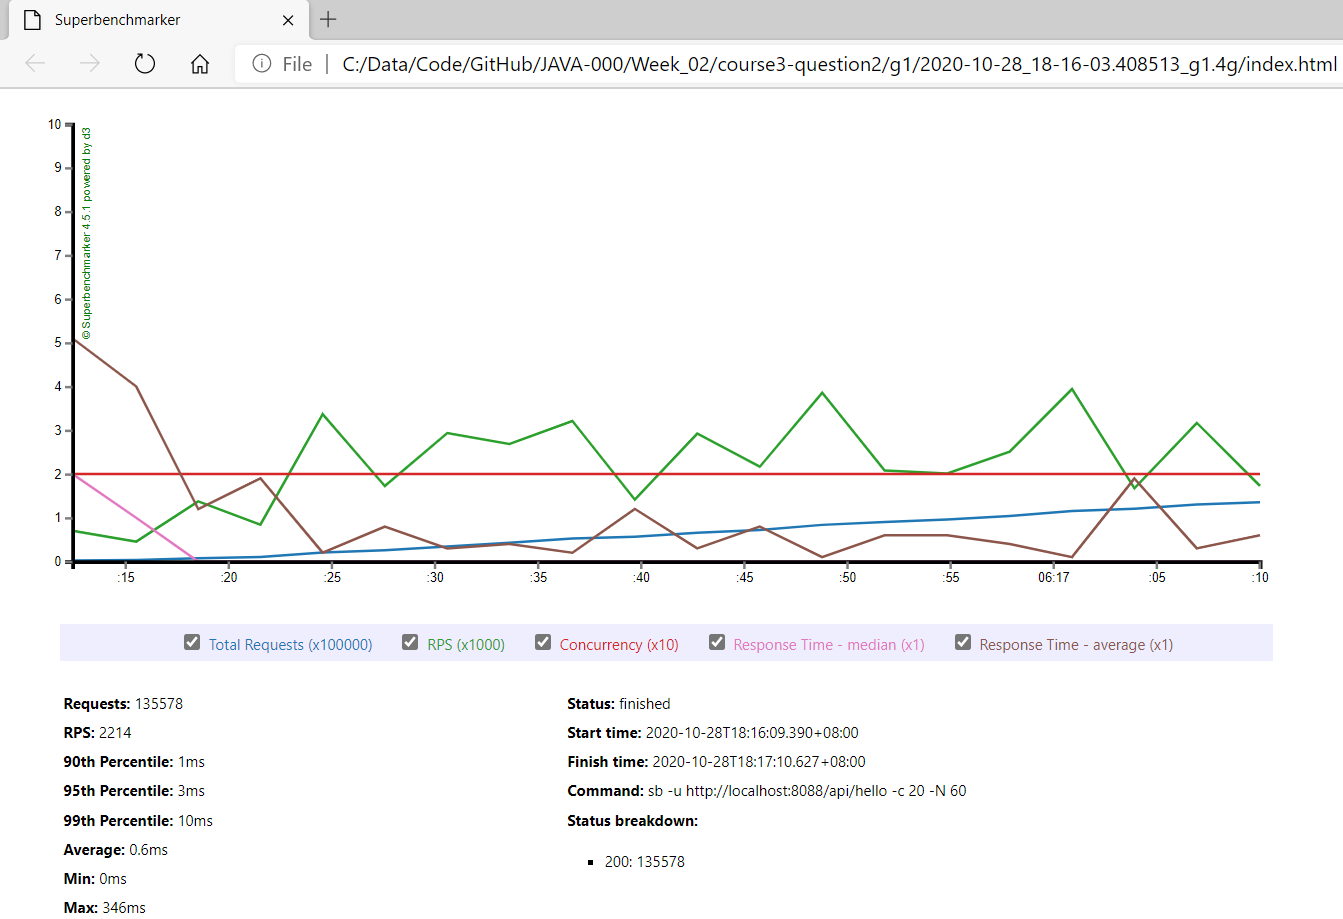 Superbenchmarker
File | C:/Data/Code/GitHub/JAVA-000/Week_02/course3-question2/g1/2020-10-28_18-16-03.408513_g1.4g/index.html
10
9
8
7
6
5
4
3
2
1
0
© Superbenchmarker 4.5.1 powered by d3
:15 :20 :25 :30 :35 :40 :45 :50 :55 06:17 :05 :10
Total Requests (x100000) RPS (x1000) Concurrency (x10) Response Time - median (x1) Response Time - average (x1)
Requests: 135578
RPS: 2214
90th Percentile: 1ms
95th Percentile: 3ms
99th Percentile: 10ms
Average: 0.6ms
Min: 0ms
Max: 346ms
Status: finished
Start time: 2020-10-28T18:16:09.390+08:00
Finish time: 2020-10-28T18:17:10.627+08:00
Command: sb -u http://localhost:8088/api/hello -c 20 -N 60
Status breakdown:
200: 135578